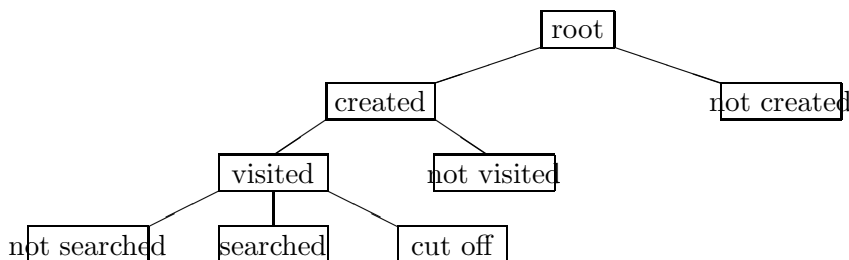 root
created
not created
visited
not visited
not searched
searched
cut off